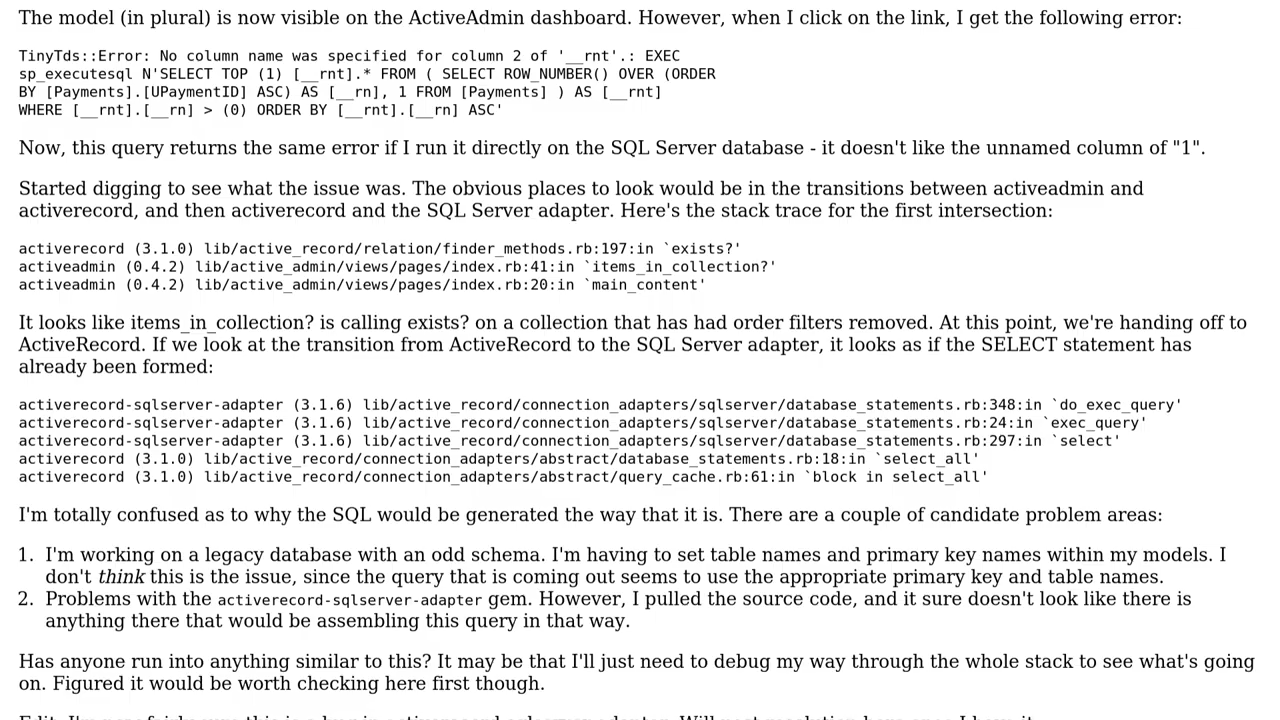 The model (in plural) is now visible on the ActiveAdmin dashboard. However, when I click on the link, I get the following error:
TinyTds::Error: No column name was specified for column 2 of '__rnt'.: EXEC
sp_executesql N'SELECT TOP (1) [__rnt].* FROM ( SELECT ROW_NUMBER() OVER (ORDER
BY [Payments].[UPaymentID] ASC) AS [__rn], 1 FROM [Payments] ) AS [__rnt]
WHERE [__rnt].[__rn] > (0) ORDER BY [__rnt].[__rn] ASC'
Now, this query returns the same error if I run it directly on the SQL Server database - it doesn't like the unnamed column of "1".
Started digging to see what the issue was. The obvious places to look would be in the transitions between activeadmin and
activerecord, and then activerecord and the SQL Server adapter. Here's the stack trace for the first intersection:
activerecord (3.1.0) lib/active_record/relation/finder_methods.rb:197:in `exists?'
activeadmin (0.4.2) lib/active_admin/views/pages/index.rb:41:in `items_in_collection?'
activeadmin (0.4.2) lib/active_admin/views/pages/index.rb:20:in `main_content'
It looks like items_in_collection? is calling exists? on a collection that has had order filters removed. At this point, we're handing off to
ActiveRecord. If we look at the transition from ActiveRecord to the SQL Server adapter, it looks as if the SELECT statement has
already been formed:
activerecord-sqlserver-adapter (3.1.6) lib/active_record/connection_adapters/sqlserver/database_statements.rb:348:in `do_exec_query'
activerecord-sqlserver-adapter (3.1.6) lib/active_record/connection_adapters/sqlserver/database_statements.rb:24:in `exec_query'
activerecord-sqlserver-adapter (3.1.6) lib/active_record/connection_adapters/sqlserver/database_statements.rb:297:in `select'
activerecord (3.1.0) lib/active_record/connection_adapters/abstract/database_statements.rb:18:in `select_all'
activerecord (3.1.0) lib/active_record/connection_adapters/abstract/query_cache.rb:61:in `block in select_all'
I'm totally confused as to why the SQL would be generated the way that it is. There are a couple of candidate problem areas:
1. I'm working on a legacy database with an odd schema. I'm having to set table names and primary key names within my models. I
don't think this is the issue, since the query that is coming out seems to use the appropriate primary key and table names.
2. Problems with the activerecord-sqlserver-adapter gem. However, I pulled the source code, and it sure doesn't look like there is
anything there that would be assembling this query in that way.
Has anyone run into anything similar to this? It may be that I'll just need to debug my way through the whole stack to see what's going
on. Figured it would be worth checking here first though.